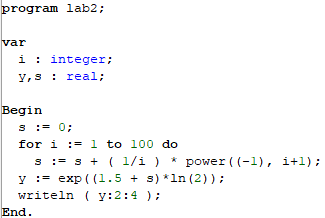 program lab2;
var
i : integer;
y,s : real;
Begin
s := 0;
for i := 1 to 100 do
s := s + ( 1/i ) * power((-1), i+1);
y := exp((1.5 + s)*ln(2));
writeln ( y:2:4 );
End.